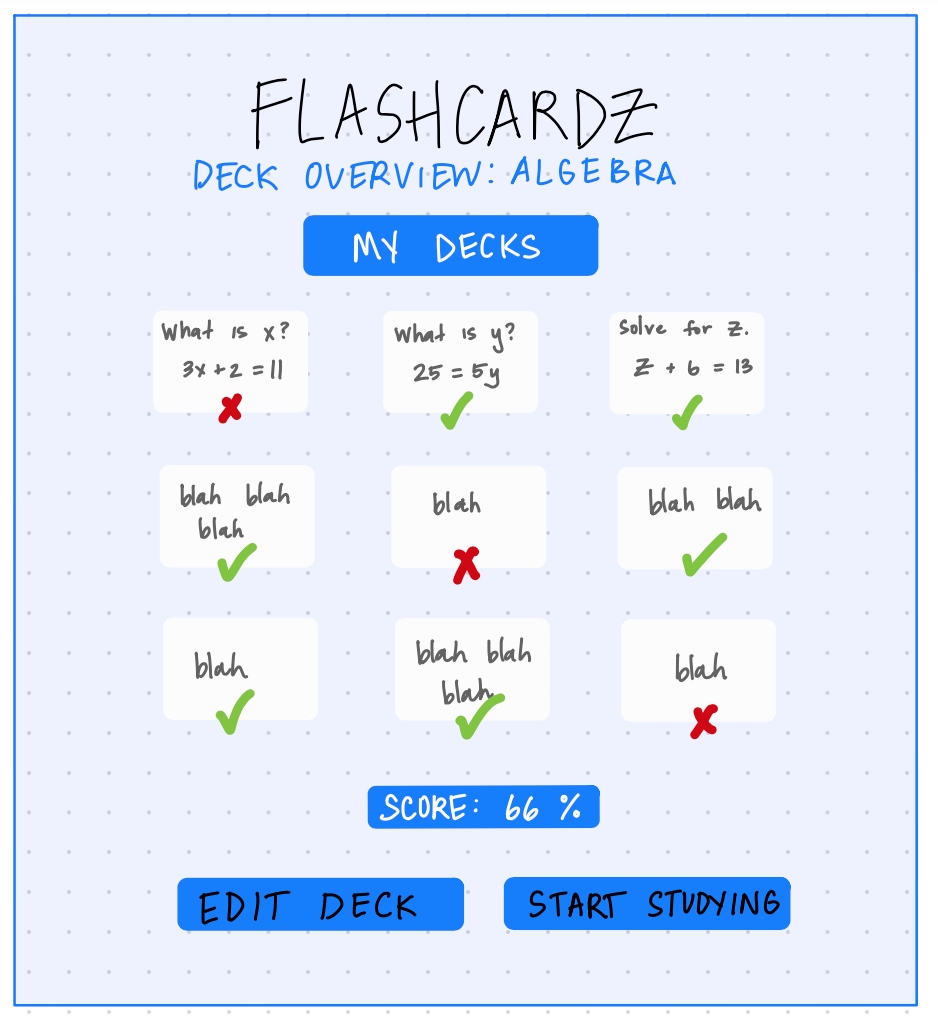 FLASHCARDZ
DECK OVERVIEW: ALGEBRA
MY DECKS
What is x?
3x + 2 = 11
What is y?
25 = 5y
Solve for z.
z + 6 = 13
blah blah
blah
blah
blah blah
blah
blah blah
blah
blah
SCORE: 66 %
EDIT DECK
START STUDYING